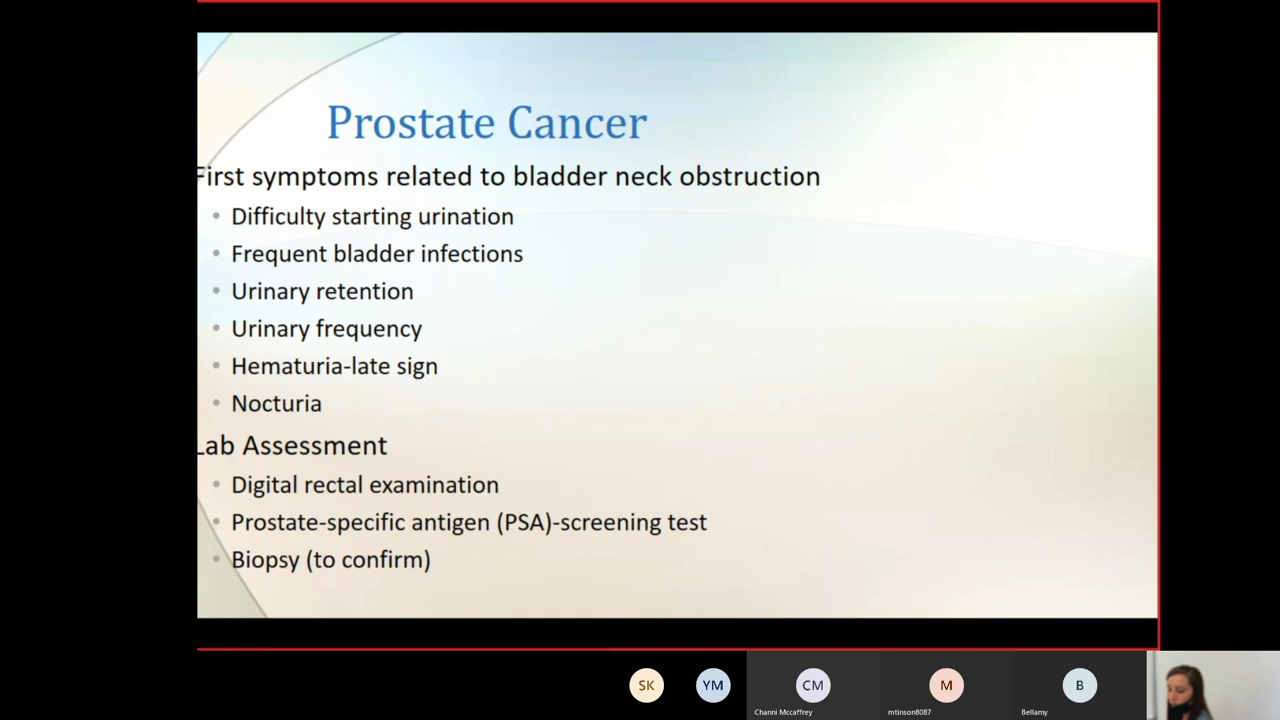 Prostate Cancer
First symptoms related to bladder neck obstruction
• Difficulty starting urination
• Frequent bladder infections
• Urinary retention
• Urinary frequency
• Hematuria-late sign
• Nocturia
Lab Assessment
• Digital rectal examination
• Prostate-specific antigen (PSA)-screening test
• Biopsy (to confirm)
SK YM CM M B
Channi Mccaffrey mtinson8087 Bellamy